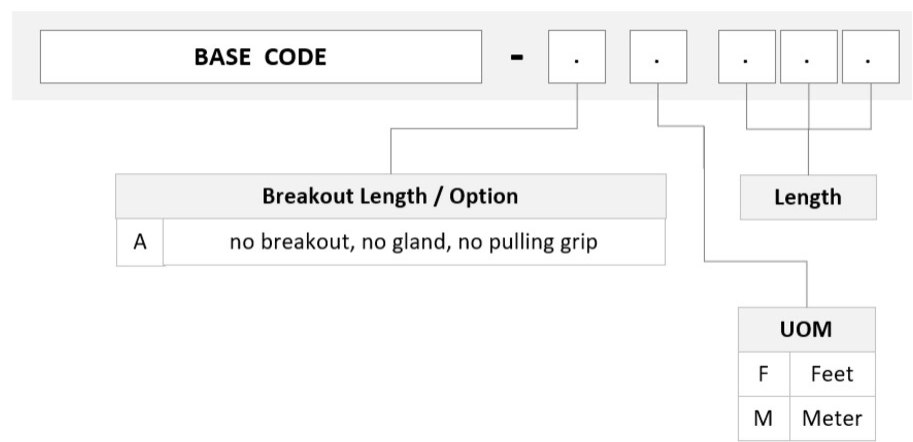 BASE CODE - . . . . .
Breakout Length / Option
A no breakout, no gland, no pulling grip
Length
UOM
F Feet
M Meter